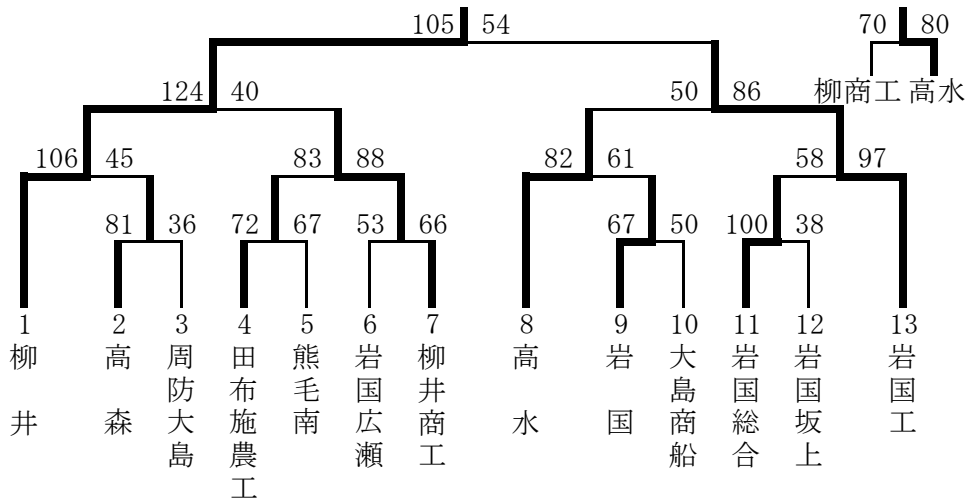 105 54
70 80
柳商工 高水
124 40
50 86
106 45
83 88
82 61
58 97
81 36
72 67
53 66
67 50
100 38
1 2 3 4 5 6 7 8 9 10 11 12 13
柳井
高森
周防大島
田布施農工
熊毛南
岩国広瀬
柳井商工
高水
岩国
大島商船
岩国総合
岩国坂上
岩国工